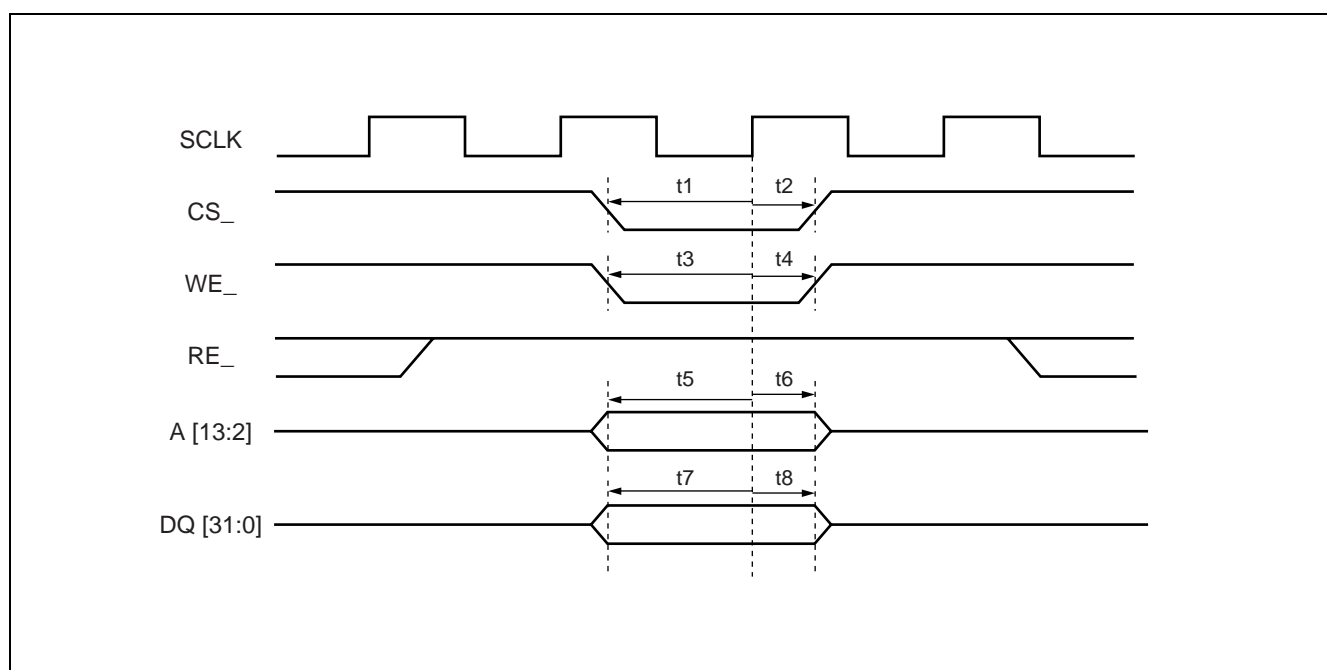 SCLK
t1 t2
CS_
t3 t4
WE_
RE_
t5 t6
A [13:2]
t7 t8
DQ [31:0]